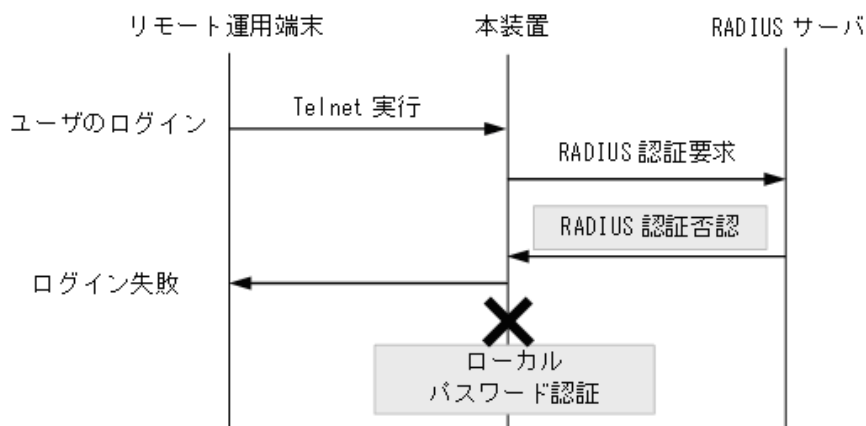 リモート運用端末 本装置 RADIUS サーバ
Telnet 実行
ユーザのログイン
RADIUS 認証要求
RADIUS 認証否認
ログイン失敗
ローカル
パスワード認証